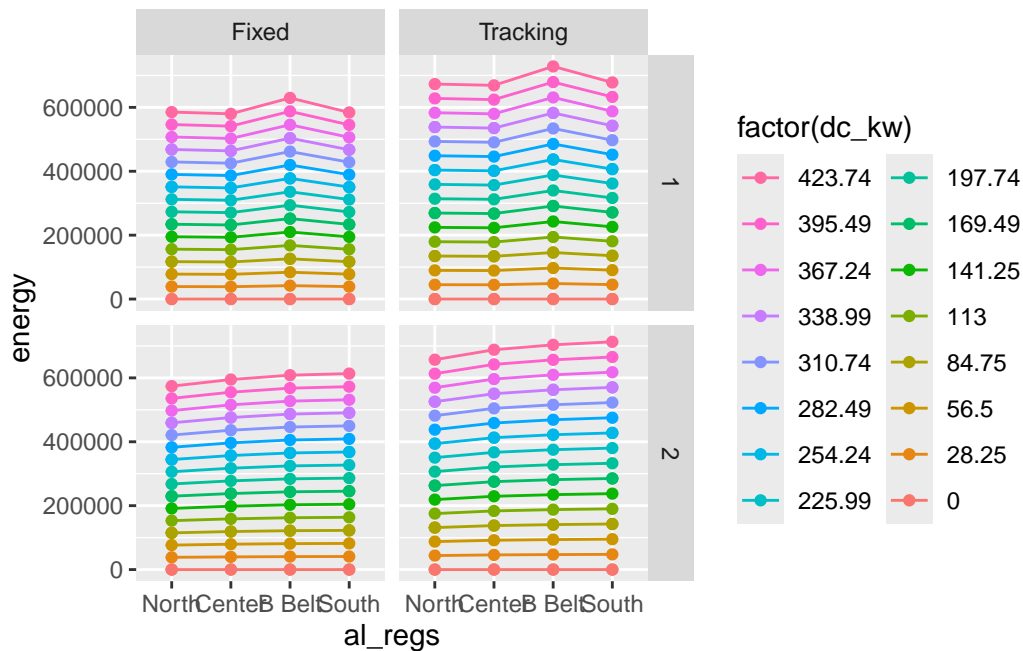 Fixed
Tracking
600000
400000
200000
0
1
600000
400000
200000
0
2
energy
North
Center
B Belt
South
North
Center
B Belt
South
al_regs
factor(dc_kw)
423.74
395.49
367.24
338.99
310.74
282.49
254.24
225.99
197.74
169.49
141.25
113
84.75
56.5
28.25
0